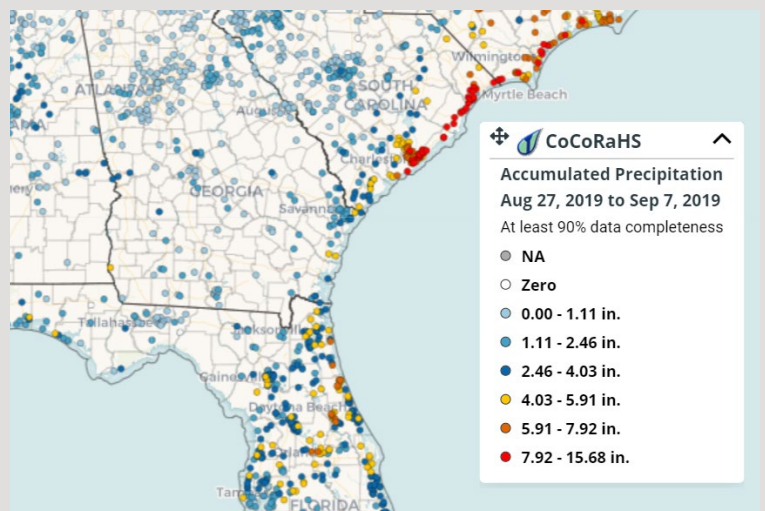 Wilmington
ATLANTA
SOUTH
CAROLINA
Myrtle Beach
Charleston
GEORGIA
Savannah
Tallahassee
Jacksonville
Gainesville
Daytona Beach
Orlando
FLORIDA
CoCoRaHS
Accumulated Precipitation
Aug 27, 2019 to Sep 7, 2019
At least 90% data completeness
NA
Zero
0.00 - 1.11 in.
1.11 - 2.46 in.
2.46 - 4.03 in.
4.03 - 5.91 in.
5.91 - 7.92 in.
7.92 - 15.68 in.